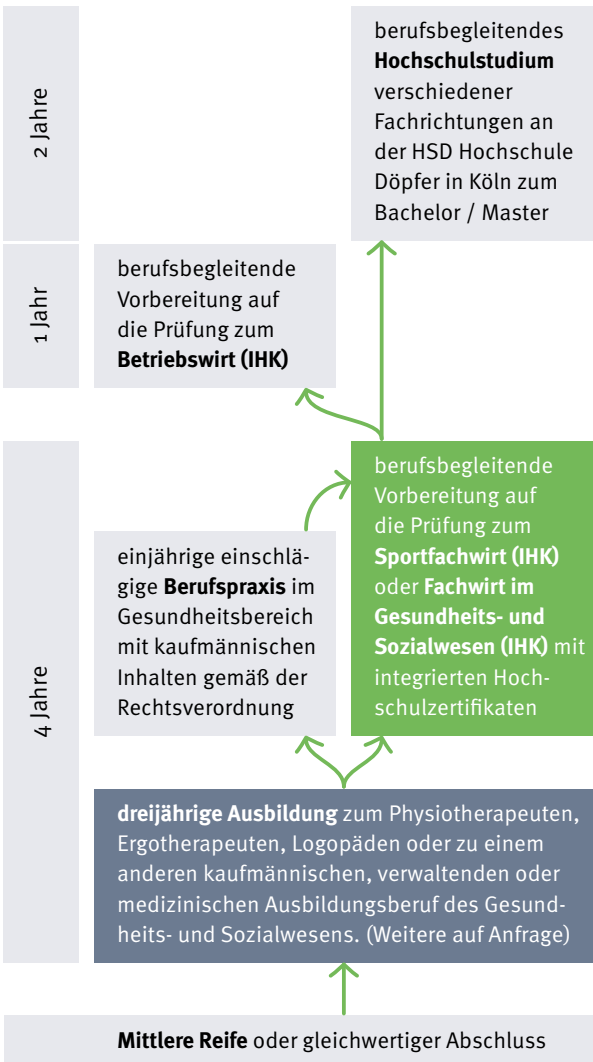 2 Jahre
berufsbegleitendes
Hochschulstudium
verschiedener
Fachrichtungen an
der HSD Hochschule
Döpfer in Köln zum
Bachelor / Master
1 Jahr
berufsbegleitende
Vorbereitung auf
die Prüfung zum
Betriebswirt (IHK)
4 Jahre
einjährige einschlä-
gige Berufspraxis im
Gesundheitsbereich
mit kaufmännischen
Inhalten gemäß der
Rechtsverordnung
berufsbegleitende
Vorbereitung auf
die Prüfung zum
Sportfachwirt (IHK)
oder Fachwirt im
Gesundheits- und
Sozialwesen (IHK) mit
integrierten Hoch-
schulzertifikaten
dreijährige Ausbildung zum Physiotherapeuten,
Ergotherapeuten, Logopäden oder zu einem
anderen kaufmännischen, verwaltenden oder
medizinischen Ausbildungsberuf des Gesund-
heits- und Sozialwesens. (Weitere auf Anfrage)
Mittlere Reife oder gleichwertiger Abschluss